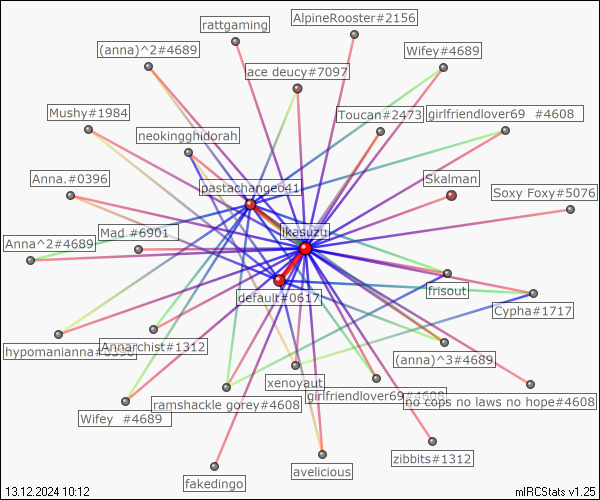 AlpineRooster#2156
rattgaming
(anna)^2#4689
Wifey#4689
ace deucy#7097
Mushy#1984
Toucan#2473
girlfriendlover69 #4608
neokingghidorah
Anna.#0396
pastachangeo41
Skalman
Soxy Foxy#5076
Mad #6901
ikasuzu
Anna^2#4689
default#0617
frisout
Cypha#1717
hypomanianna#0396
Annarchist#1312
(anna)^3#4689
xenoyaut
ramshackle gorey#4608
girlfriendlover69#4608
no cops no laws no hope#4608
Wifey #4689
zibbits#1312
fakedingo
avelicious
13.12.2024 10:12
mIRCStats v1.25